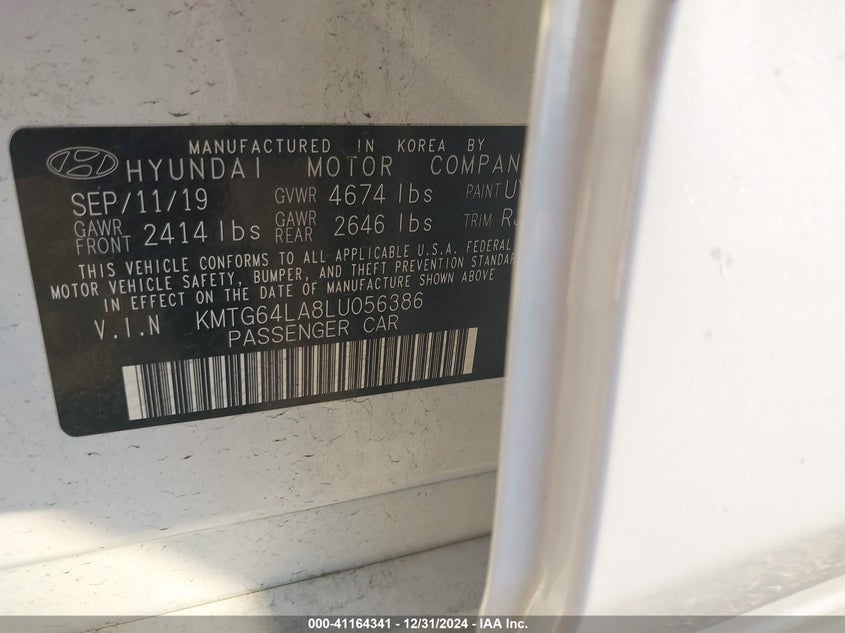 MANUFACTURED IN KOREA BY
HYUNDAI MOTOR COMPAN
SEP/11/19 GVWR 4674 lbs PAINT UY
GAWR FRONT 2414 lbs GAWR REAR 2646 lbs TRIM RJ
THIS VEHICLE CONFORMS TO ALL APPLICABLE U.S.A. FEDERAL
MOTOR VEHICLE SAFETY, BUMPER, AND THEFT PREVENTION STANDAR
IN EFFECT ON THE DATE OF MANUFACTURE SHOWN ABOVE
V.I.N KMTG64LA8LU056386
PASSENGER CAR
000-41164341 - 12/31/2024 - IAA Inc.